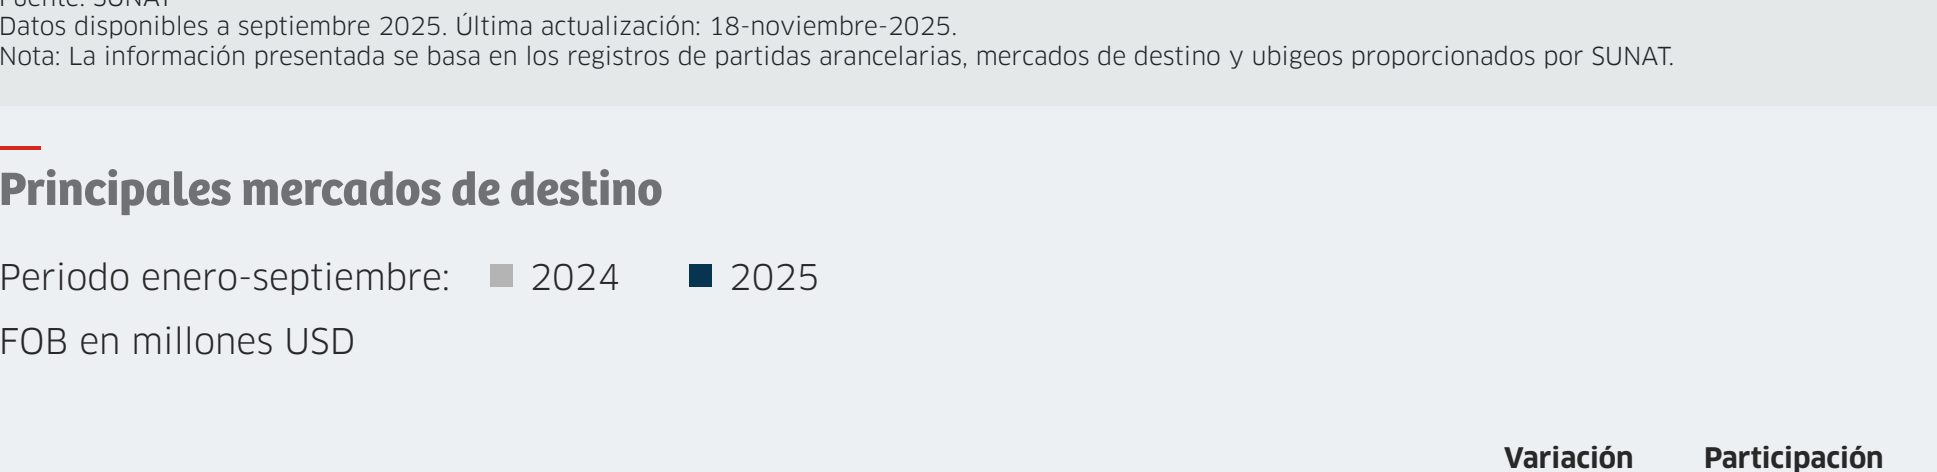 Fuente: SUNAT
Datos disponibles a septiembre 2025. Última actualización: 18-noviembre-2025.
Nota: La información presentada se basa en los registros de partidas arancelarias, mercados de destino y ubigeos proporcionados por SUNAT.
Principales mercados de destino
Periodo enero-septiembre: 2024 2025
FOB en millones USD
Variación Participación